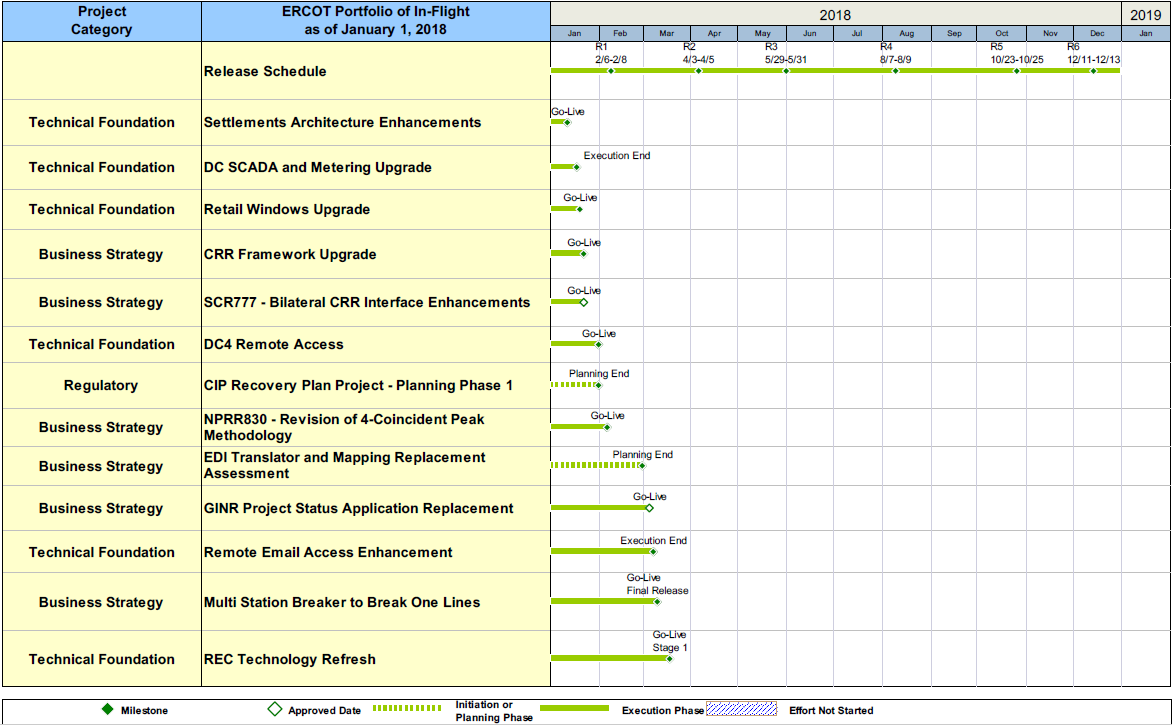 Project
Category
ERCOT Portfolio of In-Flight
as of January 1, 2018
2018
2019
Jan Feb Mar Apr May Jun Jul Aug Sep Oct Nov Dec Jan
Release Schedule
R1 R2 R3 R4 R5 R6
2/6-2/8 4/3-4/5 5/29-5/31 8/7-8/9 10/23-10/25 12/11-12/13
Go-Live
Technical Foundation Settlements Architecture Enhancements
Execution End
Technical Foundation DC SCADA and Metering Upgrade
Go-Live
Technical Foundation Retail Windows Upgrade
Go-Live
Business Strategy CRR Framework Upgrade
Go-Live
Business Strategy SCR777 - Bilateral CRR Interface Enhancements
Go-Live
Technical Foundation DC4 Remote Access
Planning End
Regulatory CIP Recovery Plan Project - Planning Phase 1
Go-Live
Business Strategy NPRR830 - Revision of 4-Coincident Peak
Methodology
Planning End
Business Strategy EDI Translator and Mapping Replacement
Assessment
Go-Live
Business Strategy GINR Project Status Application Replacement
Execution End
Technical Foundation Remote Email Access Enhancement
Go-Live
Final Release
Business Strategy Multi Station Breaker to Break One Lines
Go-Live
Stage 1
Technical Foundation REC Technology Refresh
Milestone
Approved Date
Initiation or
Planning Phase
Execution Phase
Effort Not Started